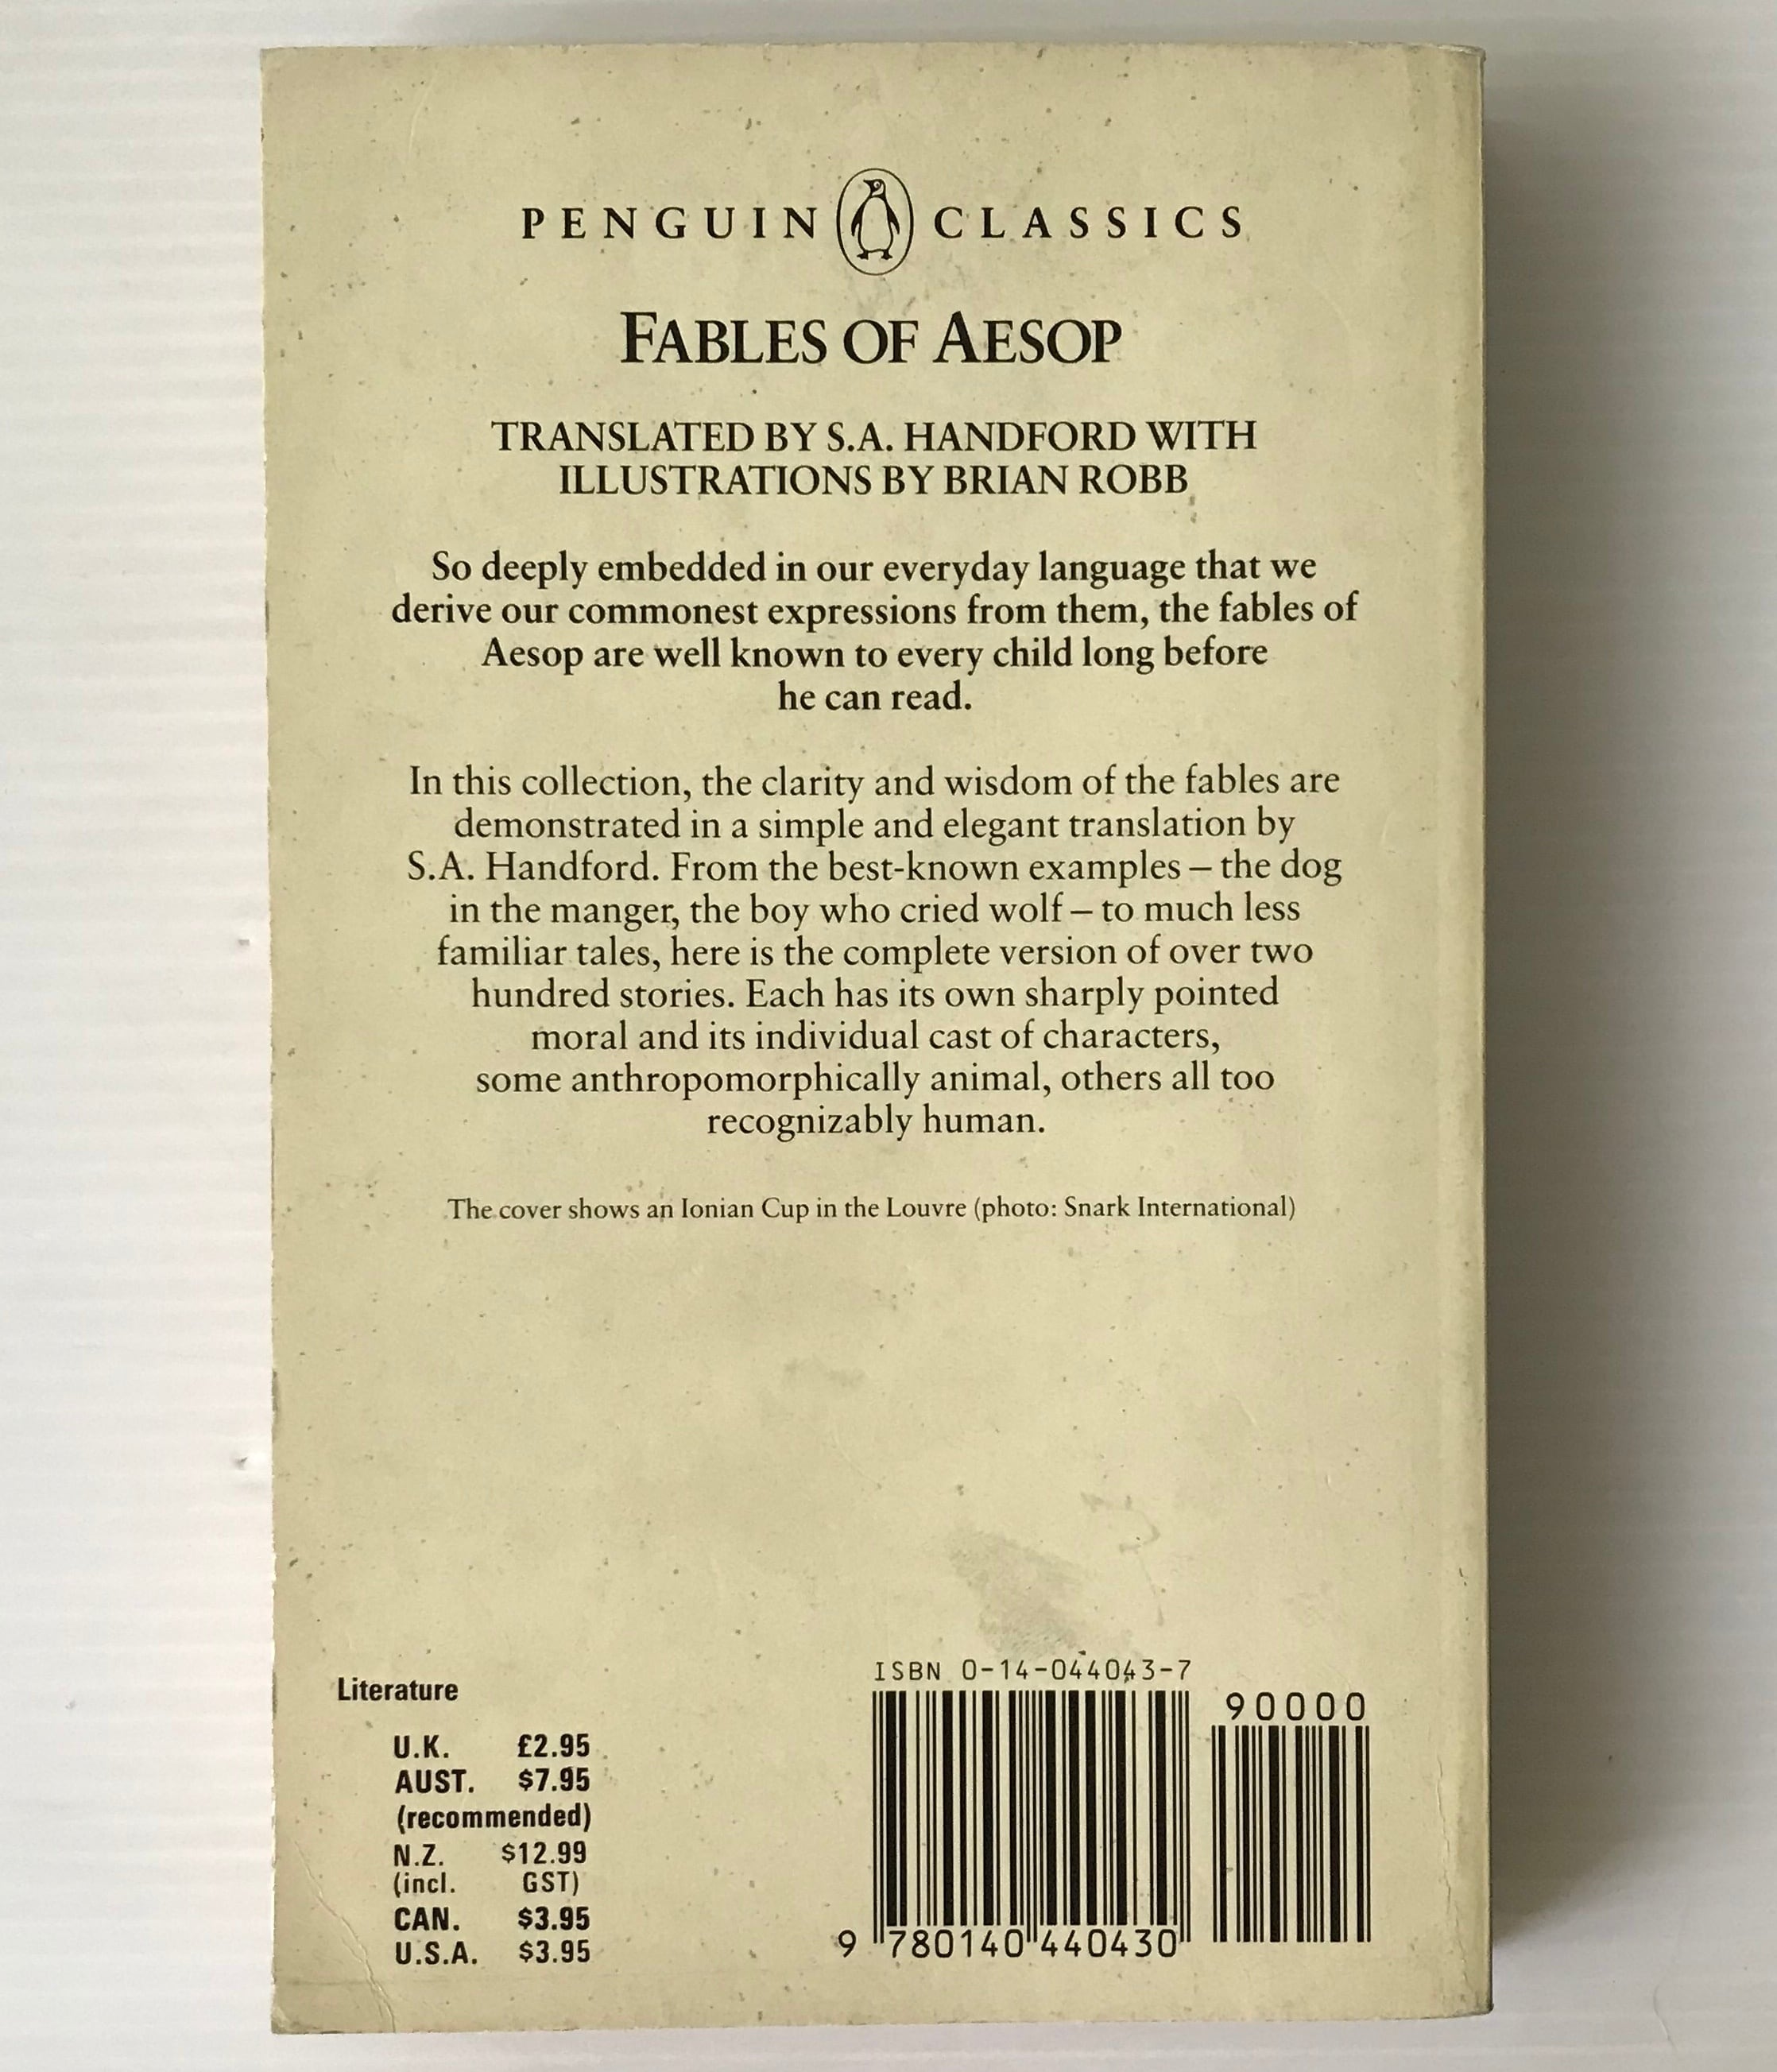 PENGUIN CLASSICS
FABLES OF AESOP
TRANSLATED BY S.A. HANDFORD WITH
ILLUSTRATIONS BY BRIAN ROBB
So deeply embedded in our everyday language that we
derive our commonest expressions from them, the fables of
Aesop are well known to every child long before
he can read.
In this collection, the clarity and wisdom of the fables are
demonstrated in a simple and elegant translation by
S.A. Handford. From the best-known examples – the dog
in the manger, the boy who cried wolf – to much less
familiar tales, here is the complete version of over two
hundred stories. Each has its own sharply pointed
moral and its individual cast of characters,
some anthropomorphically animal, others all too
recognizably human.
The cover shows an Ionian Cup in the Louvre (photo: Snark International)
Literature
U.K. £2.95
AUST. $7.95
(recommended)
N.Z. $12.99
(incl. GST)
CAN. $3.95
U.S.A. $3.95
ISBN 0-14-044043-7
90000
9 780140 440430